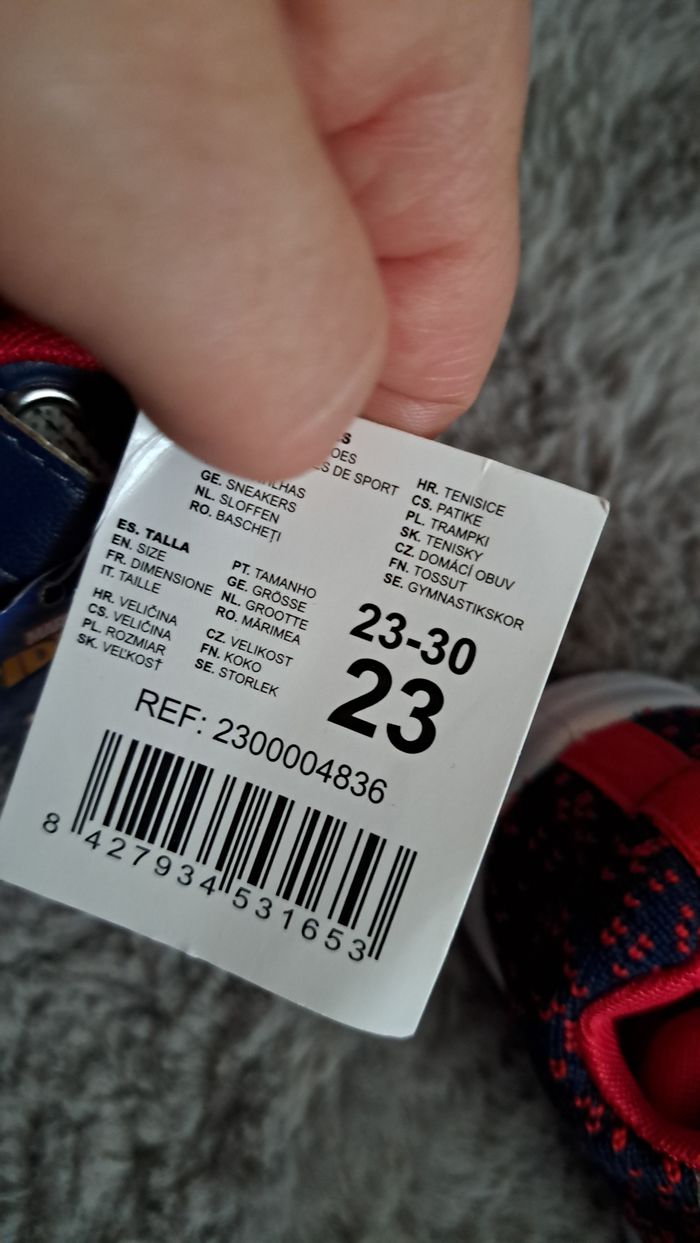 S
OES
ES DE SPORT
ILHAS
GE. SNEAKERS
NL. SLOFFEN
RO. BASCHEȚI
HR. TENISICE
CS. PATIKE
PL. TRAMPKI
SK. TENISKY
CZ. DOMÁCÍ OBUV
FN. TOSSUT
SE. GYMNASTIKSKOR
ES. TALLA
EN. SIZE
FR. DIMENSIONE
IT. TAILLE
HR. VELIČINA
CS. VELIČINA
PL. ROZMIAR
SK. VEĽKOSŤ
PT. TAMANHO
GE. GRÖSSE
NL. GROOTTE
RO. MĂRIMEA
CZ. VELIKOST
FN. KOKO
SE. STORLEK
23-30
23
REF: 2300004836
8 427934 531653